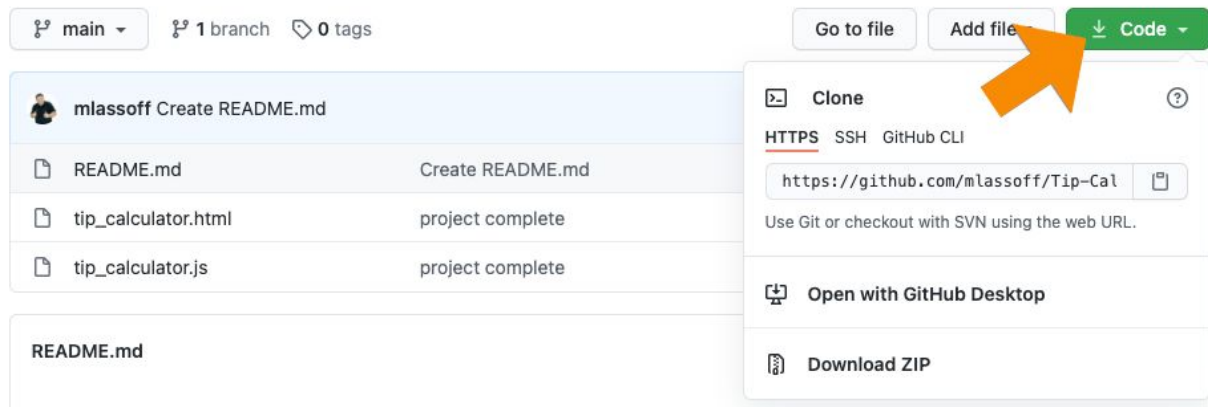 main 1 branch 0 tags Go to file Add file Code
mlassoff Create README.md
README.md Create README.md
tip_calculator.html project complete
tip_calculator.js project complete
README.md
Clone
HTTPS SSH GitHub CLI
https://github.com/mlassoff/Tip-Cal
Use Git or checkout with SVN using the web URL.
Open with GitHub Desktop
Download ZIP